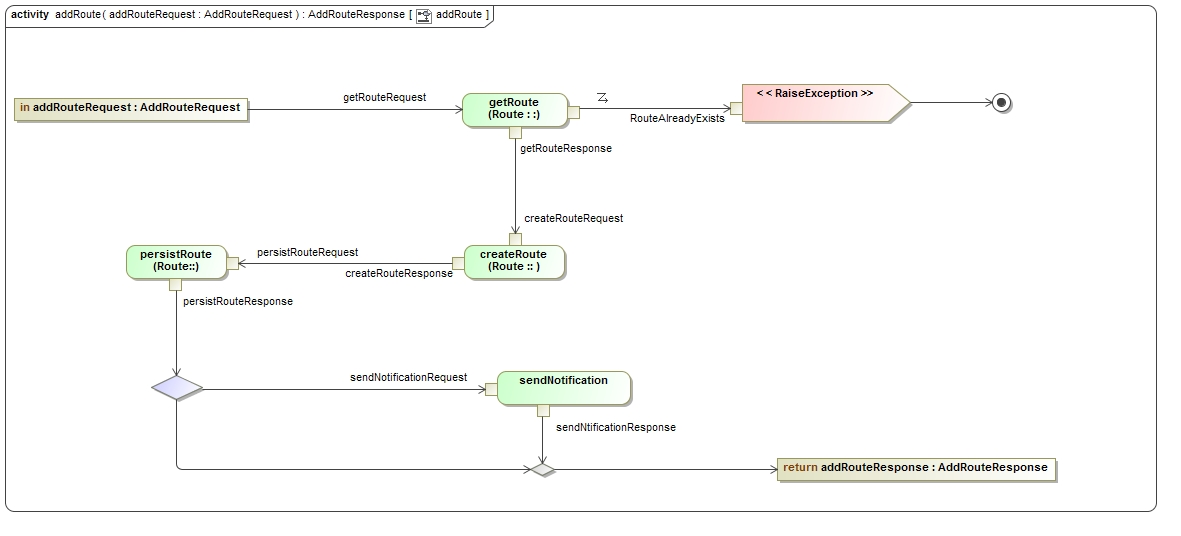 activity addRoute( addRouteRequest : AddRouteRequest ) : AddRouteResponse [ addRoute ]
in addRouteRequest : AddRouteRequest
getRouteRequest
getRoute
(Route : :)
RouteAlreadyExists
<< RaiseException >>
getRouteResponse
createRouteRequest
persistRoute
(Route::)
persistRouteRequest
createRouteResponse
createRoute
(Route :: )
persistRouteResponse
sendNotificationRequest
sendNotification
sendNtificationResponse
return addRouteResponse : AddRouteResponse